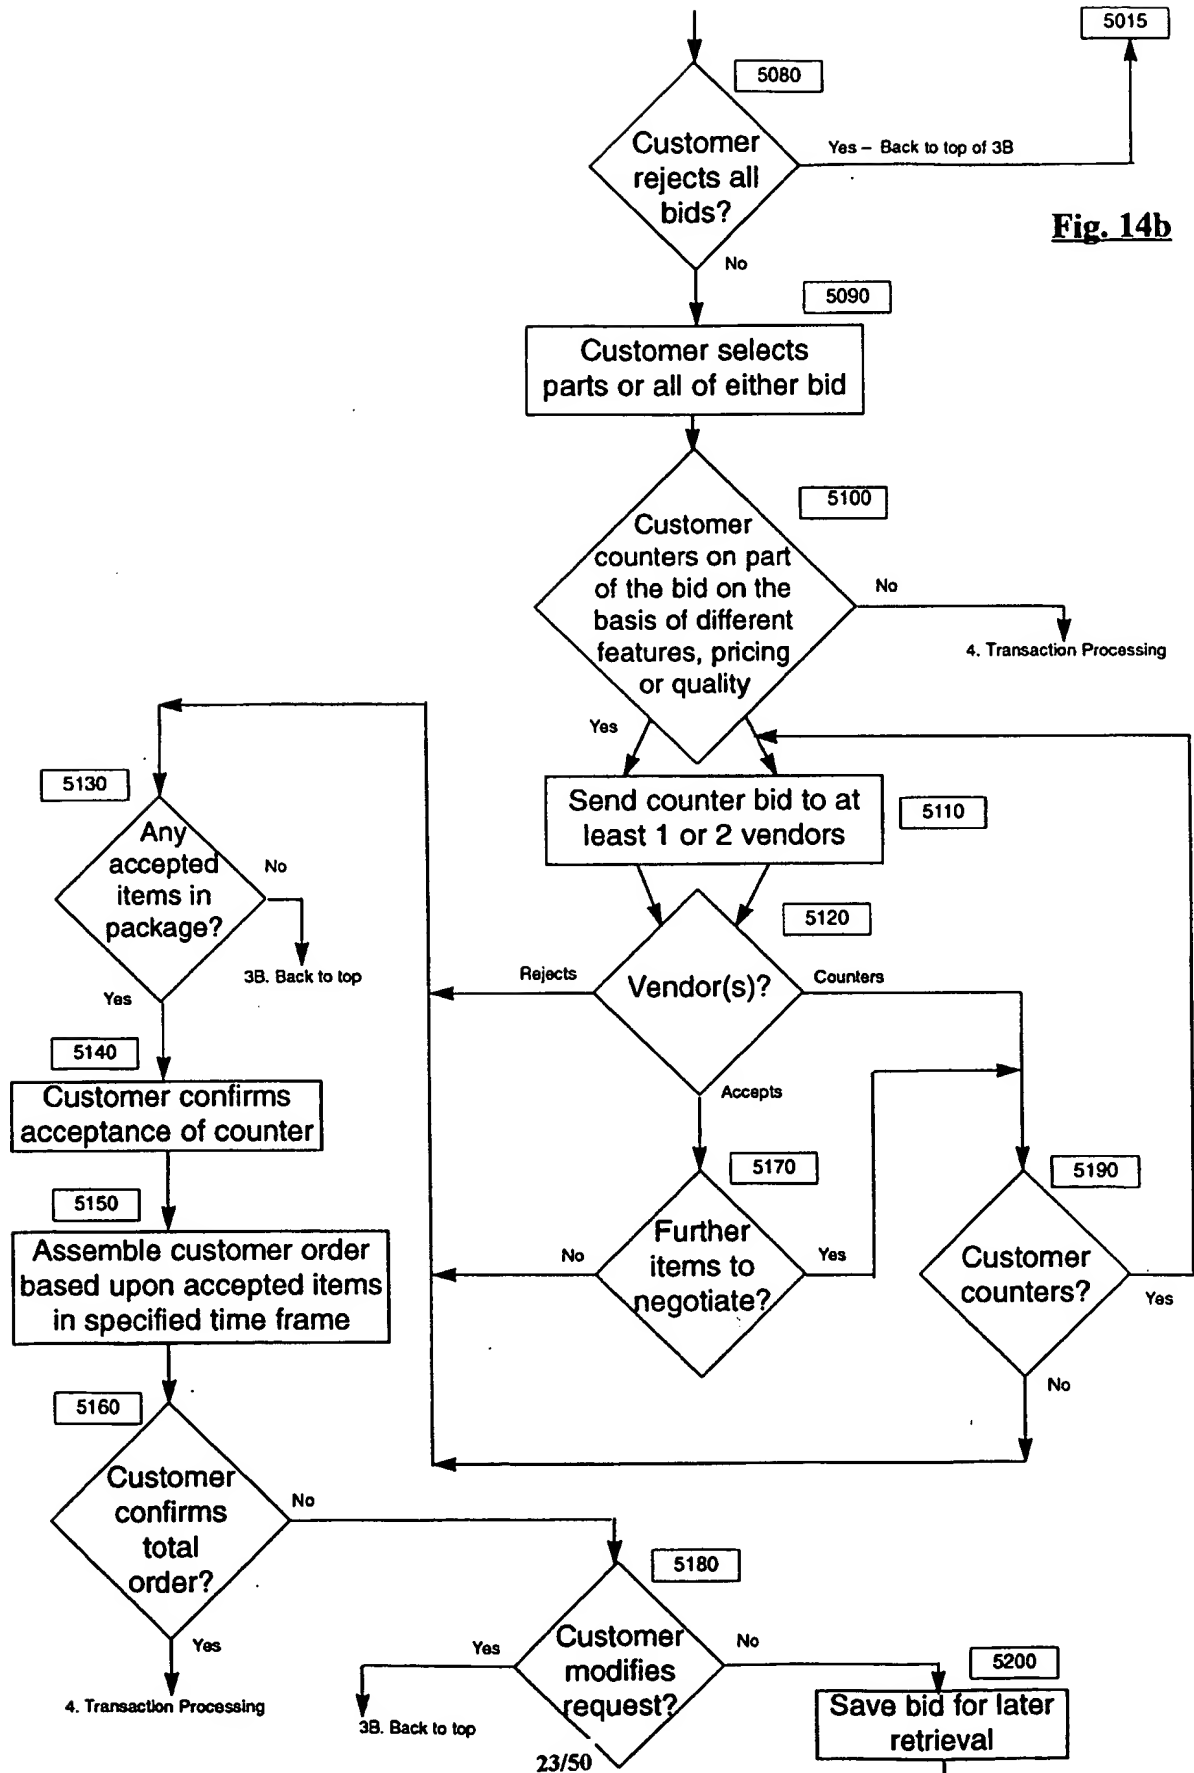 5015
5080
Customer
rejects all
bids?
Yes – Back to top of 3B
Fig. 14b
No
5090
Customer selects
parts or all of either bid
5100
Customer
counters on part
of the bid on the
basis of different
features, pricing
or quality
No
4. Transaction Processing
Yes
5130
Any
accepted
items in
package?
No
3B. Back to top
Yes
Send counter bid to at
least 1 or 2 vendors
5110
5120
Vendor(s)?
Rejects
Counters
Accepts
5140
Customer confirms
acceptance of counter
5150
Assemble customer order
based upon accepted items
in specified time frame
5170
Further
items to
negotiate?
No
Yes
5190
Customer
counters?
Yes
No
5160
Customer
confirms
total
order?
No
Yes
4. Transaction Processing
5180
Customer
modifies
request?
Yes
3B. Back to top
No
5200
Save bid for later
retrieval
23/50